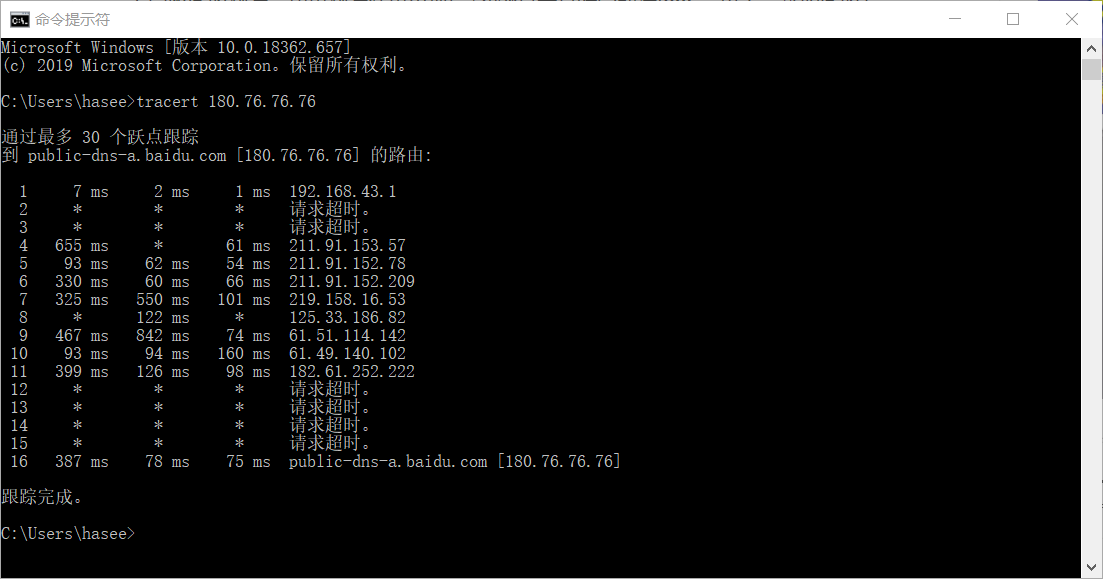 命令提示符
Microsoft Windows [版本 10.0.18362.657]
(c) 2019 Microsoft Corporation。保留所有权利。
C:\Users\hasee>tracert 180.76.76.76
通过最多 30 个跃点跟踪
到 public-dns-a.baidu.com [180.76.76.76] 的路由:
1 7 ms 2 ms 1 ms 192.168.43.1
2 * * * 请求超时。
3 * * * 请求超时。
4 655 ms * 61 ms 211.91.153.57
5 93 ms 62 ms 54 ms 211.91.152.78
6 330 ms 60 ms 66 ms 211.91.152.209
7 325 ms 550 ms 101 ms 219.158.16.53
8 * 122 ms * 125.33.186.82
9 467 ms 842 ms 74 ms 61.51.114.142
10 93 ms 94 ms 160 ms 61.49.140.102
11 399 ms 126 ms 98 ms 182.61.252.222
12 * * * 请求超时。
13 * * * 请求超时。
14 * * * 请求超时。
15 * * * 请求超时。
16 387 ms 78 ms 75 ms public-dns-a.baidu.com [180.76.76.76]
跟踪完成。
C:\Users\hasee>